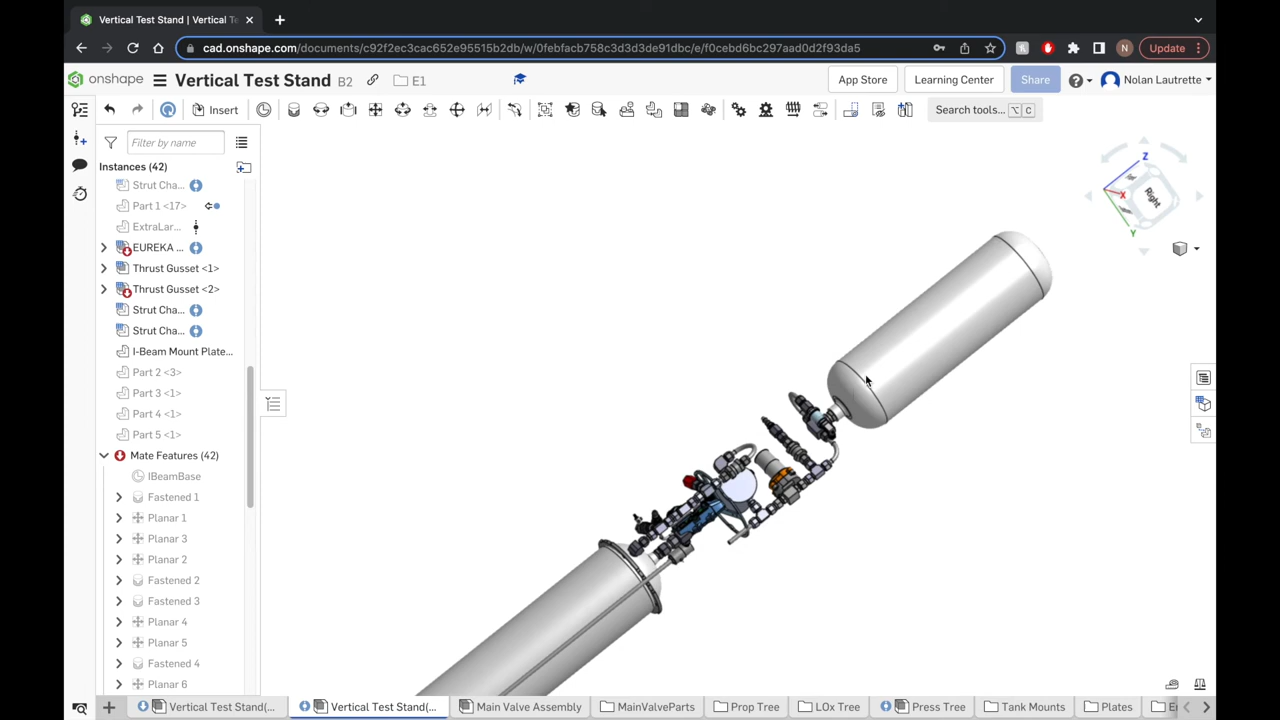 Vertical Test Stand | Vertical Te
cad.onshape.com/documents/c92f2ec3cac652e95515b2db/w/0febfacb758c3d3d3de91dbc/e/f0cebd6bc297aad0d2f93da5
N
Update
onshape
Vertical Test Stand B2 E1
App Store
Learning Center
Share
Nolan Lautrette
Insert
Search tools... ⌥ C
Filter by name
Instances (42)
Strut Cha...
Part 1 <17>
ExtraLar...
EUREKA ...
Thrust Gusset <1>
Thrust Gusset <2>
Strut Cha...
Strut Cha...
I-Beam Mount Plate...
Part 2 <3>
Part 3 <1>
Part 4 <1>
Part 5 <1>
Mate Features (42)
IBeamBase
Fastened 1
Planar 1
Planar 3
Planar 2
Fastened 2
Fastened 3
Planar 4
Planar 5
Fastened 4
Planar 6
Z
X
Y
Right
Vertical Test Stand(...
Vertical Test Stand(...
Main Valve Assembly
MainValveParts
Prop Tree
LOx Tree
Press Tree
Tank Mounts
Plates